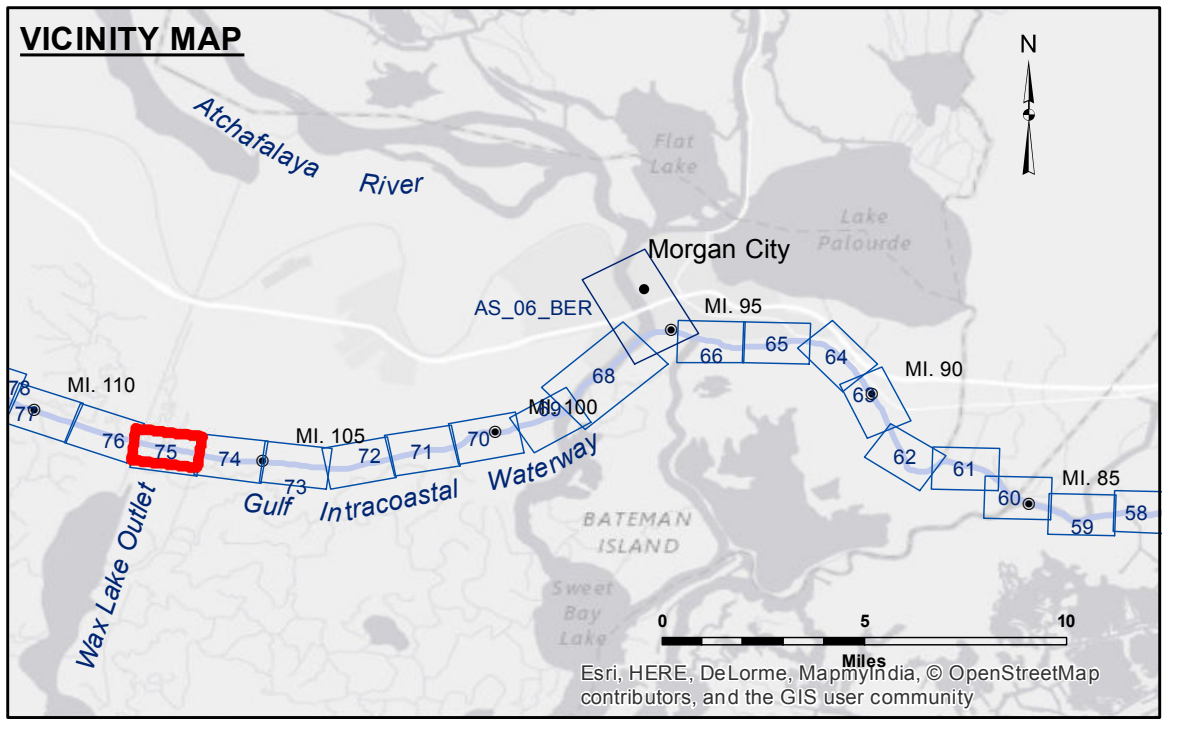 VICINITY MAP
N
Atchafalaya
River
Flat
Lake
Lake
Palourde
Morgan City
AS_06_BER
MI. 95
66
65
64
MI. 90
63
68
78
77
MI. 110
69
MI. 100
76
75
74
MI. 105
73
72
71
70
62
61
60
MI. 85
59
58
Gulf
Intracoastal
Waterway
Wax Lake Outlet
BATEMAN
ISLAND
Sweet
Bay
Lake
0
5
10
Miles
Esri, HERE, DeLorme, MapmyIndia, © OpenStreetMap
contributors, and the GIS user community